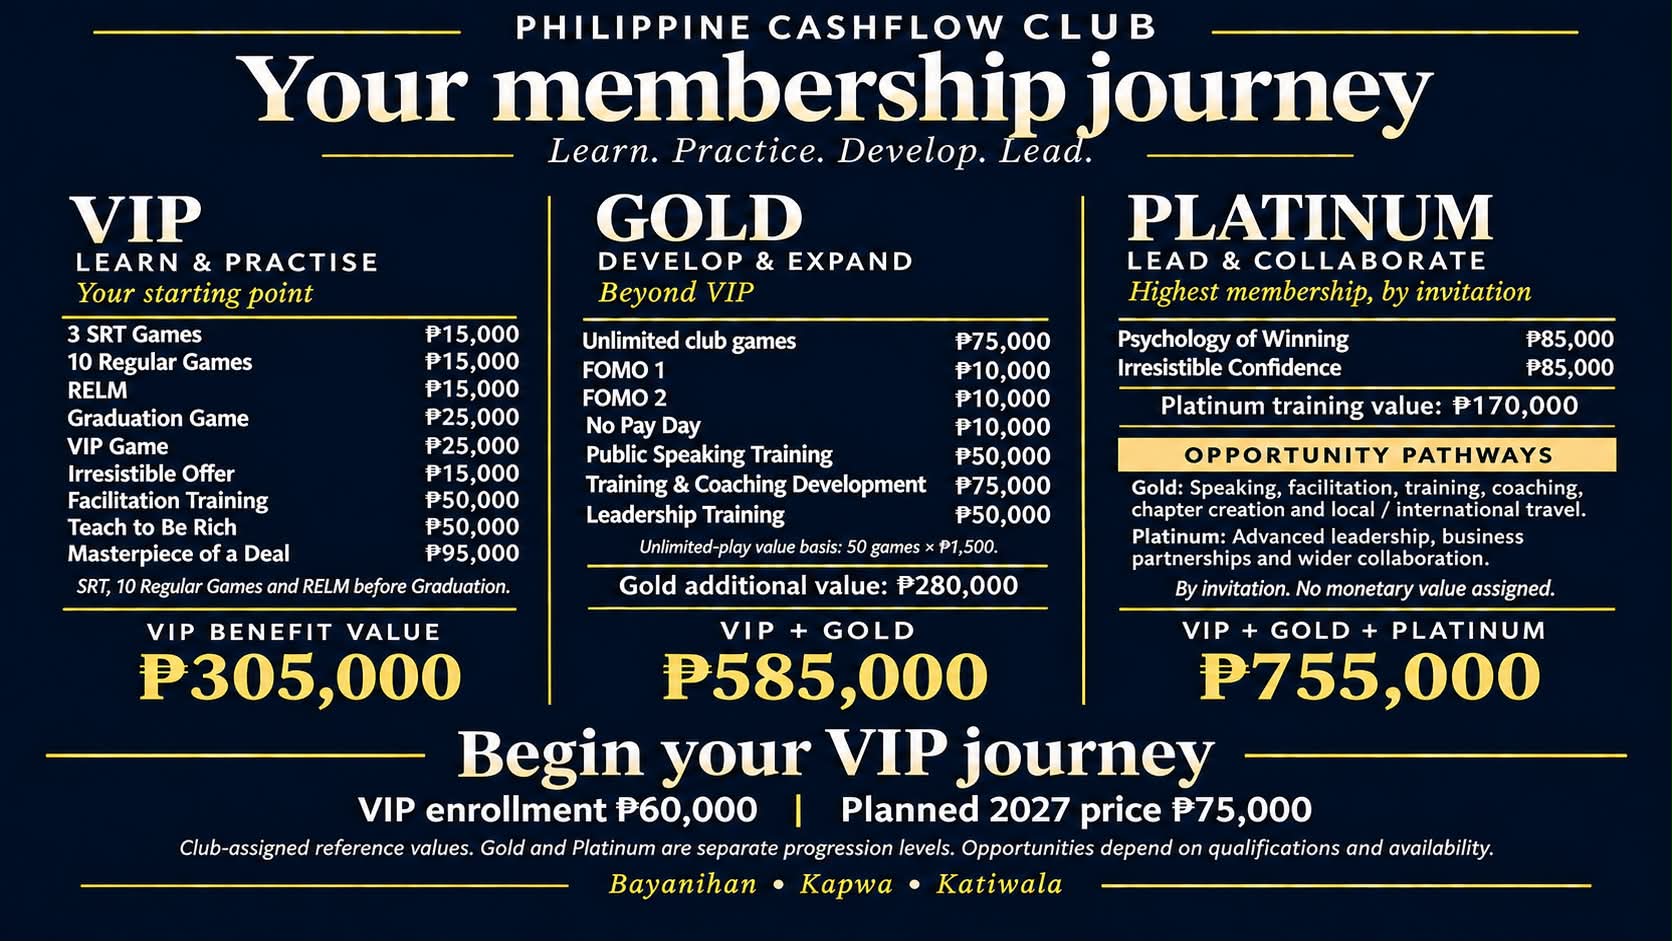 PHILIPPINE CASHFLOW CLUB
Your membership journey
Learn. Practice. Develop. Lead.
VIP
LEARN & PRACTISE
Your starting point
3 SRT Games ₱15,000
10 Regular Games ₱15,000
RELM ₱15,000
Graduation Game ₱25,000
VIP Game ₱25,000
Irresistible Offer ₱15,000
Facilitation Training ₱50,000
Teach to Be Rich ₱50,000
Masterpiece of a Deal ₱95,000
SRT, 10 Regular Games and RELM before Graduation.
VIP BENEFIT VALUE
₱305,000
GOLD
DEVELOP & EXPAND
Beyond VIP
Unlimited club games ₱75,000
FOMO 1 ₱10,000
FOMO 2 ₱10,000
No Pay Day ₱10,000
Public Speaking Training ₱50,000
Training & Coaching Development ₱75,000
Leadership Training ₱50,000
Unlimited-play value basis: 50 games × ₱1,500.
Gold additional value: ₱280,000
VIP + GOLD
₱585,000
PLATINUM
LEAD & COLLABORATE
Highest membership, by invitation
Psychology of Winning ₱85,000
Irresistible Confidence ₱85,000
Platinum training value: ₱170,000
OPPORTUNITY PATHWAYS
Gold: Speaking, facilitation, training, coaching,
chapter creation and local / international travel.
Platinum: Advanced leadership, business
partnerships and wider collaboration.
By invitation. No monetary value assigned.
VIP + GOLD + PLATINUM
₱755,000
Begin your VIP journey
VIP enrollment ₱60,000 | Planned 2027 price ₱75,000
Club-assigned reference values. Gold and Platinum are separate progression levels. Opportunities depend on qualifications and availability.
Bayanihan • Kapwa • Katiwala